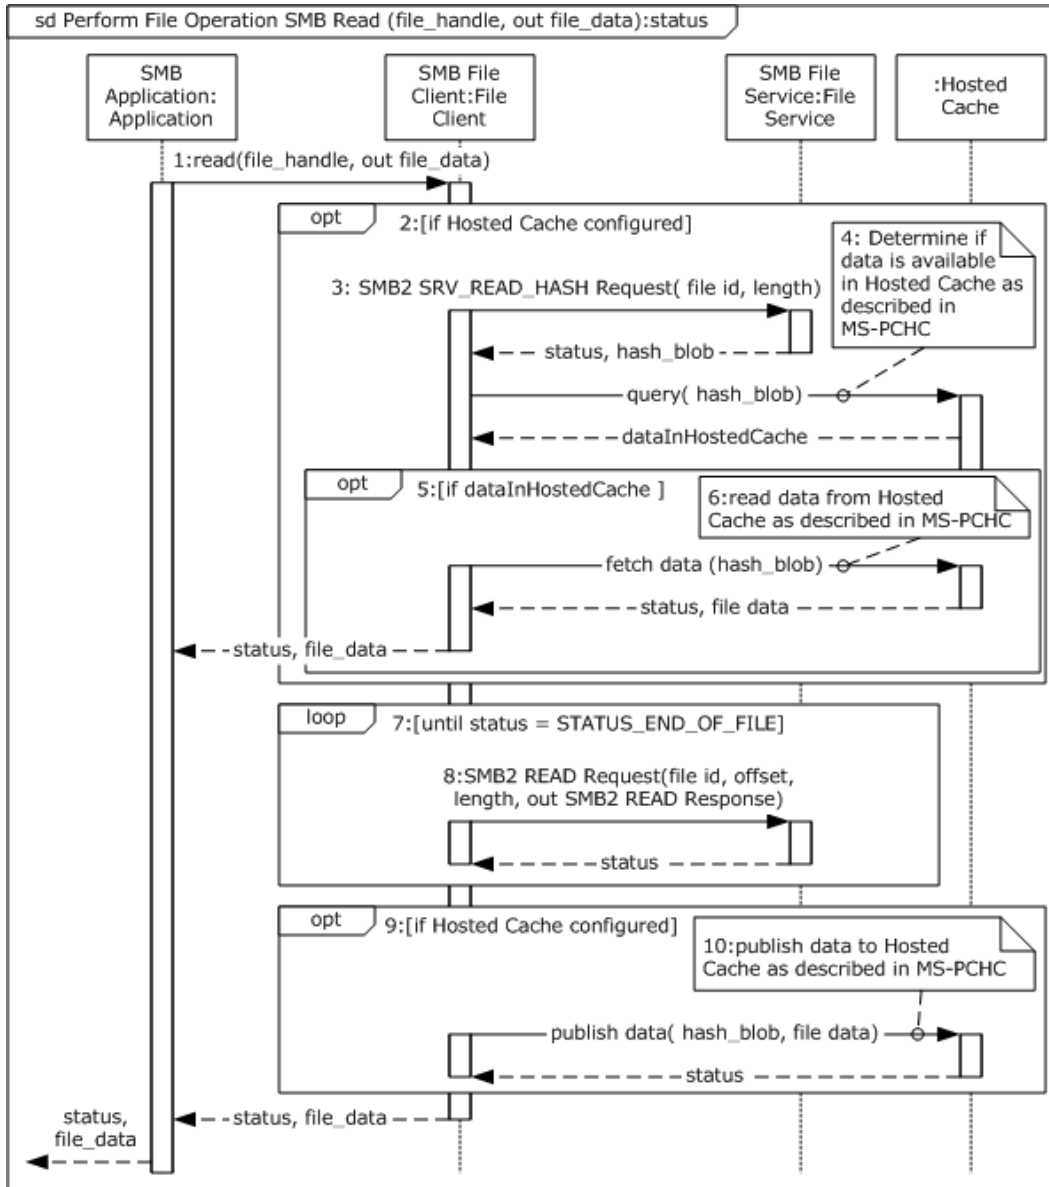 sd Perform File Operation SMB Read (file_handle, out file_data):status
SMB
Application:
Application
SMB File
Client:File
Client
SMB File
Service:File
Service
:Hosted
Cache
1:read(file_handle, out file_data)
opt
2:[if Hosted Cache configured]
4: Determine if
data is available
in Hosted Cache as
described in
MS-PCHC
3: SMB2 SRV_READ_HASH Request( file id, length)
status, hash_blob
query( hash_blob)
dataInHostedCache
opt
5:[if dataInHostedCache ]
6:read data from Hosted
Cache as described in MS-PCHC
fetch data (hash_blob)
status, file data
status, file_data
loop
7:[until status = STATUS_END_OF_FILE]
8:SMB2 READ Request(file id, offset,
length, out SMB2 READ Response)
status
opt
9:[if Hosted Cache configured]
10:publish data to Hosted
Cache as described in MS-PCHC
publish data( hash_blob, file data)
status
status, file_data
status,
file_data